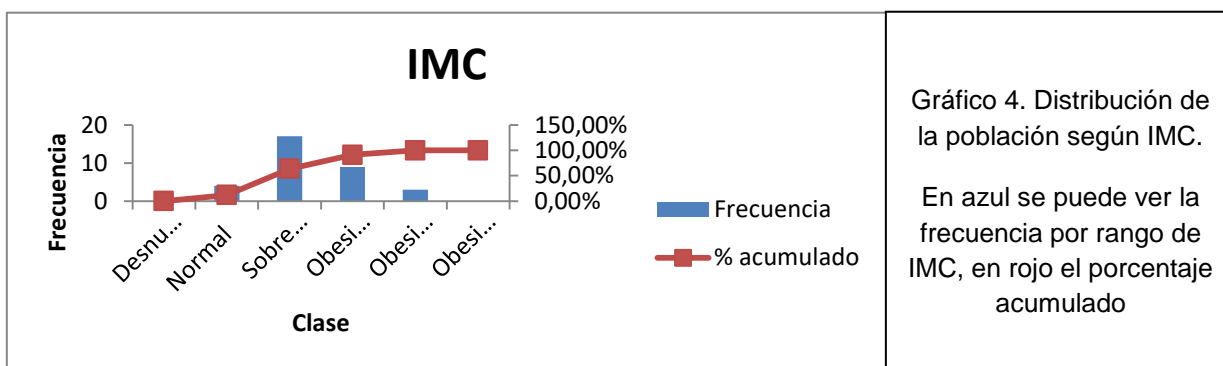 IMC
Frecuencia
20
10
0
150,00%
100,00%
50,00%
0,00%
Desnu...
Normal
Sobre...
Obesi...
Obesi...
Obesi...
Clase
Frecuencia
% acumulado
Gráfico 4. Distribución de
la población según IMC.
En azul se puede ver la
frecuencia por rango de
IMC, en rojo el porcentaje
acumulado